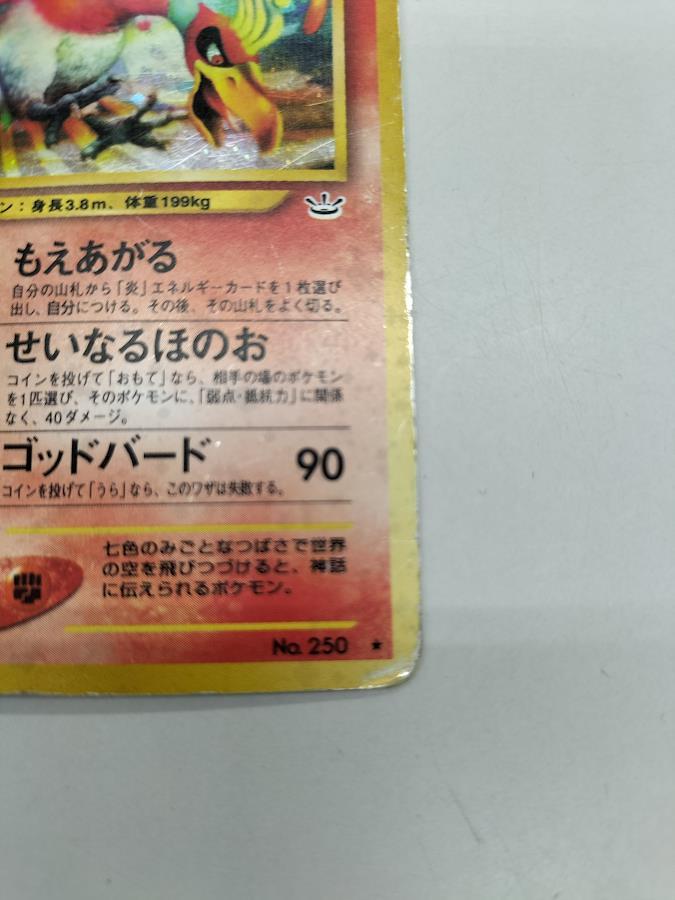 ン：身長3.8m、体重199kg
もえあがる
自分の山札から「炎」エネルギーカードを1枚選び
出し、自分につける。その後、その山札をよく切る。
せいなるほのお
コインを投げて「おもて」なら、相手の場のポケモン
を1匹選び、そのポケモンに、「弱点・抵抗力」に関係
なく、40ダメージ。
ゴッドバード 90
コインを投げて「うら」なら、このワザは失敗する。
七色のみごとなつばさで世界
の空を飛びつづけると、神話
に伝えられるポケモン。
No. 250 ★